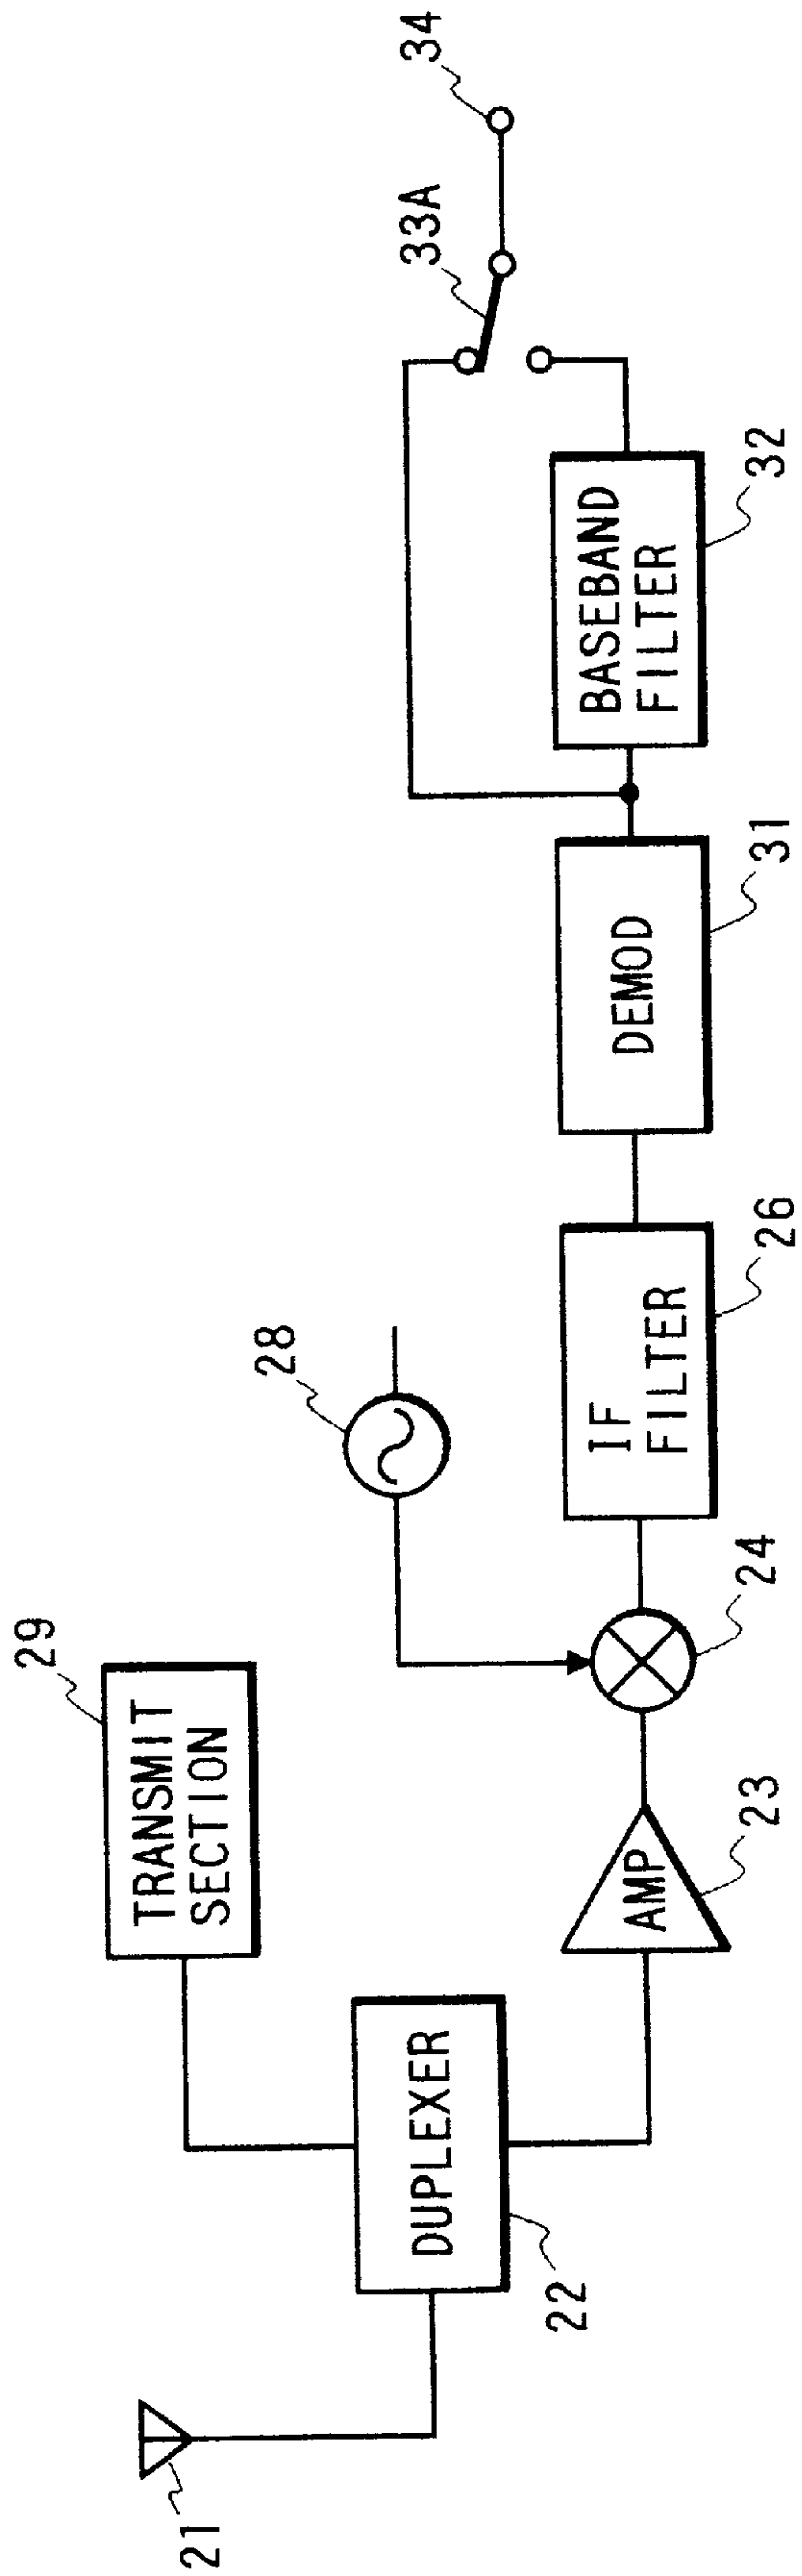 21
DUPLEXER
22
TRANSMIT
SECTION
29
AMP
23
24
28
IF
FILTER
26
DEMOD
31
BASEBAND
FILTER
32
33A
34